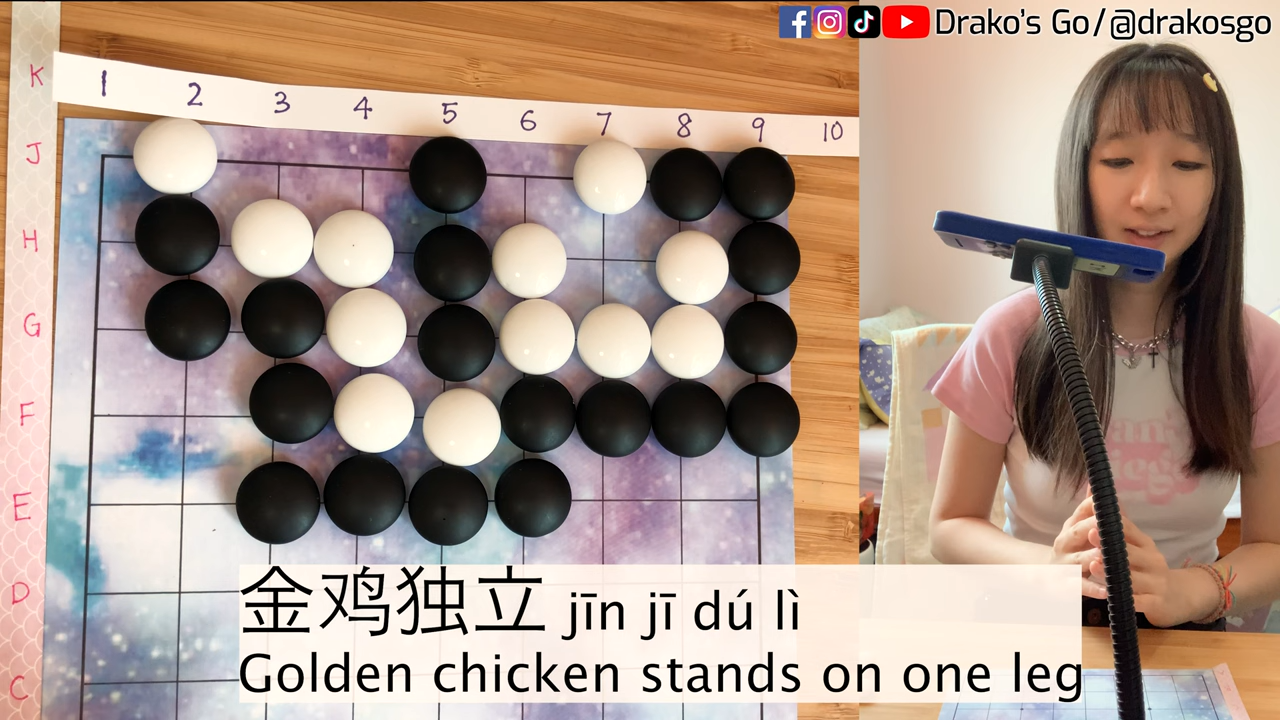 Drako's Go/@drakosgo
K
1 2 3 4 5 6 7 8 9 10
J
H
G
F
E
D
C
金鸡独立 jīn jī dú lì
Golden chicken stands on one leg